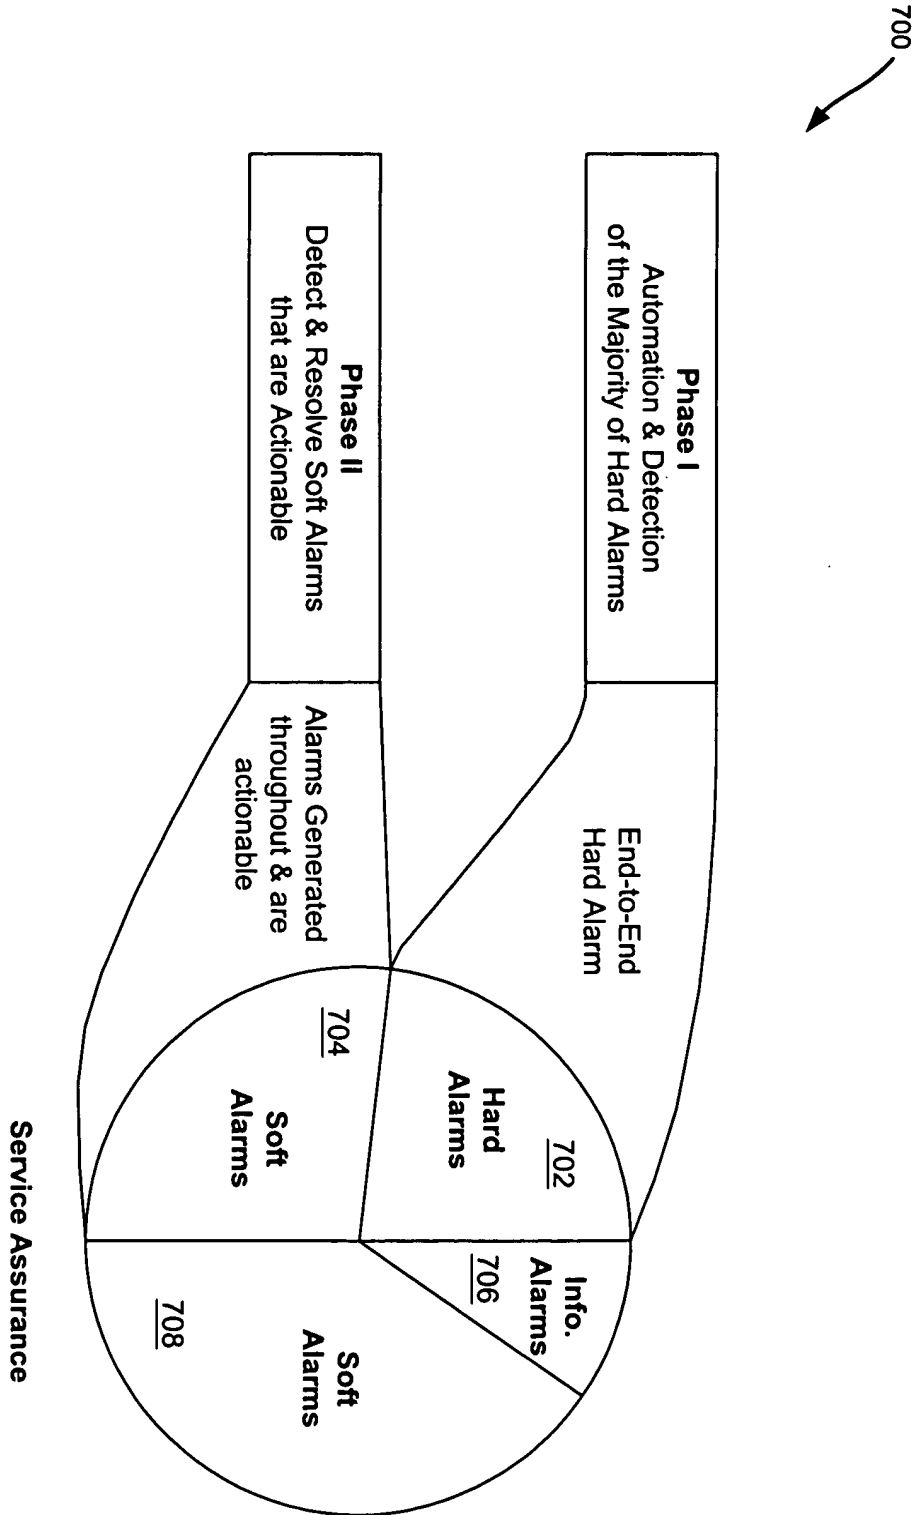 700
Phase I
Automation & Detection
of the Majority of Hard Alarms
End-to-End
Hard Alarm
Phase II
Detect & Resolve Soft Alarms
that are Actionable
Alarms Generated
throughout & are
actionable
702
Hard
Alarms
Info.
Alarms
706
704
Soft
Alarms
Soft
Alarms
708
Service Assurance